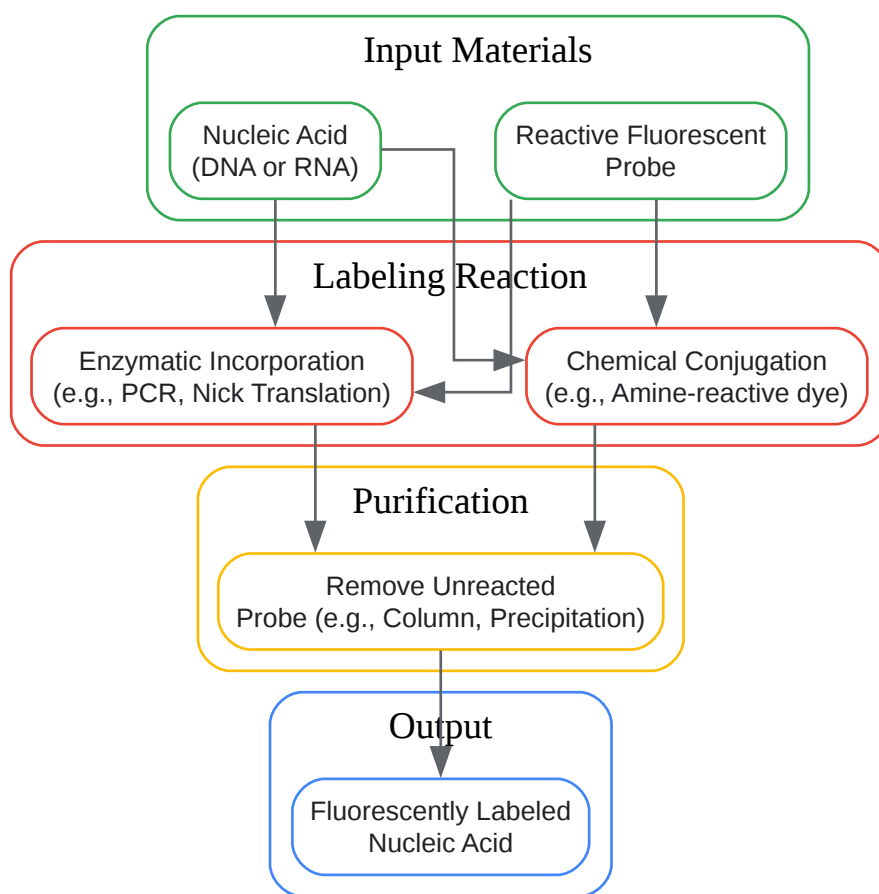 Input Materials
Nucleic Acid
(DNA or RNA)
Reactive Fluorescent
Probe
Labeling Reaction
Enzymatic Incorporation
(e.g., PCR, Nick Translation)
Chemical Conjugation
(e.g., Amine-reactive dye)
Purification
Remove Unreacted
Probe (e.g., Column, Precipitation)
Output
Fluorescently Labeled
Nucleic Acid